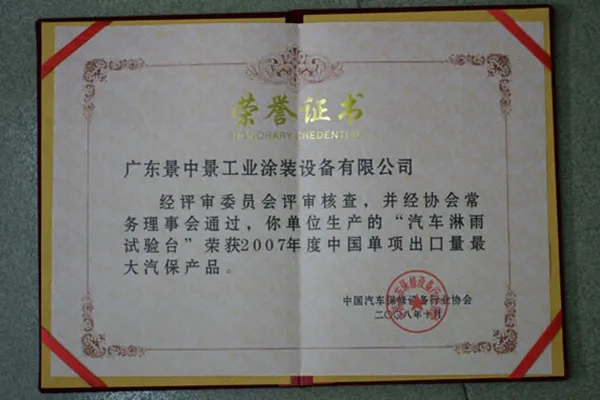 荣誉证书
HONORARY CREDENTIAL
广东景中景工业涂装设备有限公司
经评审委员会评审核查，并经协会常
务理事会通过，你单位生产的“汽车淋雨
试验台”荣获2007年度中国单项出口量最
大汽保产品。
中国汽车保修设备行业协会
二〇〇八年十月